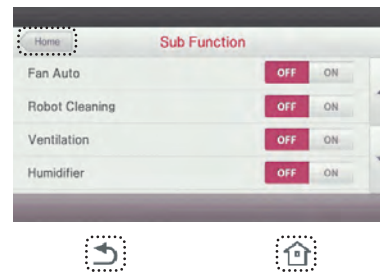 Home Sub Function
Fan Auto OFF ON
Robot Cleaning OFF ON
Ventilation OFF ON
Humidifier OFF ON